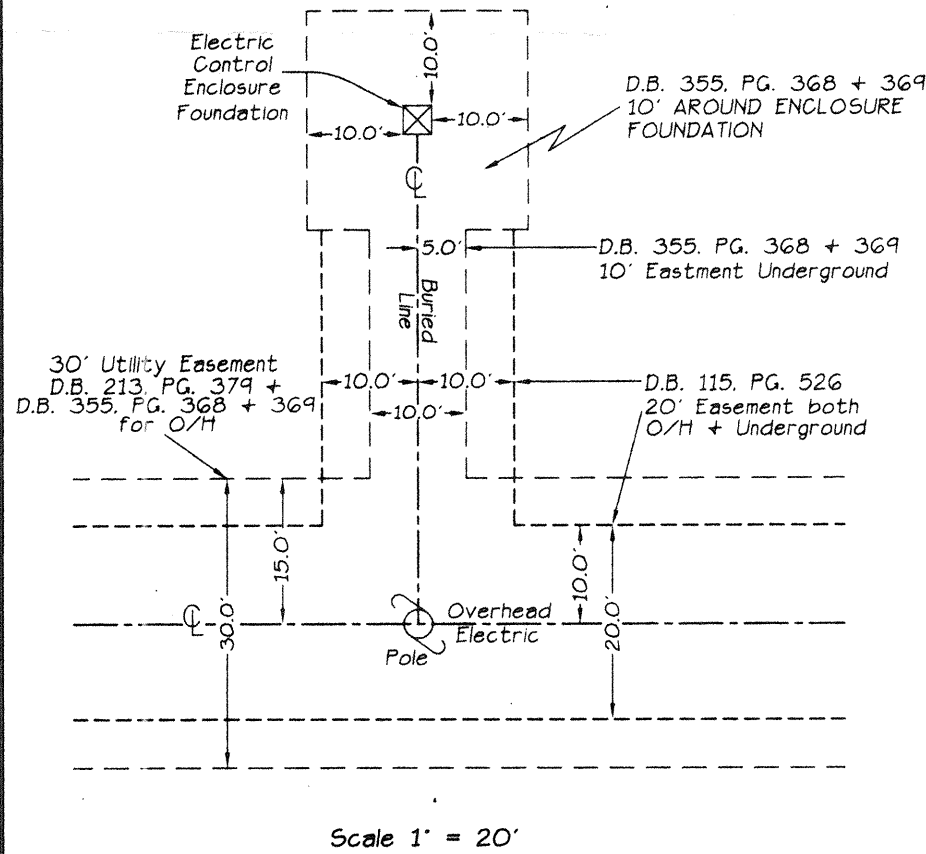 Electric
Control
Enclosure
Foundation
10.0'
10.0'
10.0'
D.B. 355, PG. 368 + 369
10' AROUND ENCLOSURE
FOUNDATION
CL
5.0'
D.B. 355, PG. 368 + 369
10' Eastment Underground
Buried
Line
30' Utility Easement
D.B. 213, PG. 379 +
D.B. 355, PG. 368 + 369
for O/H
10.0'
10.0'
10.0'
D.B. 115, PG. 526
20' Easement both
O/H + Underground
15.0'
30.0'
10.0'
20.0'
CL
Overhead
Electric
Pole
Scale 1" = 20'